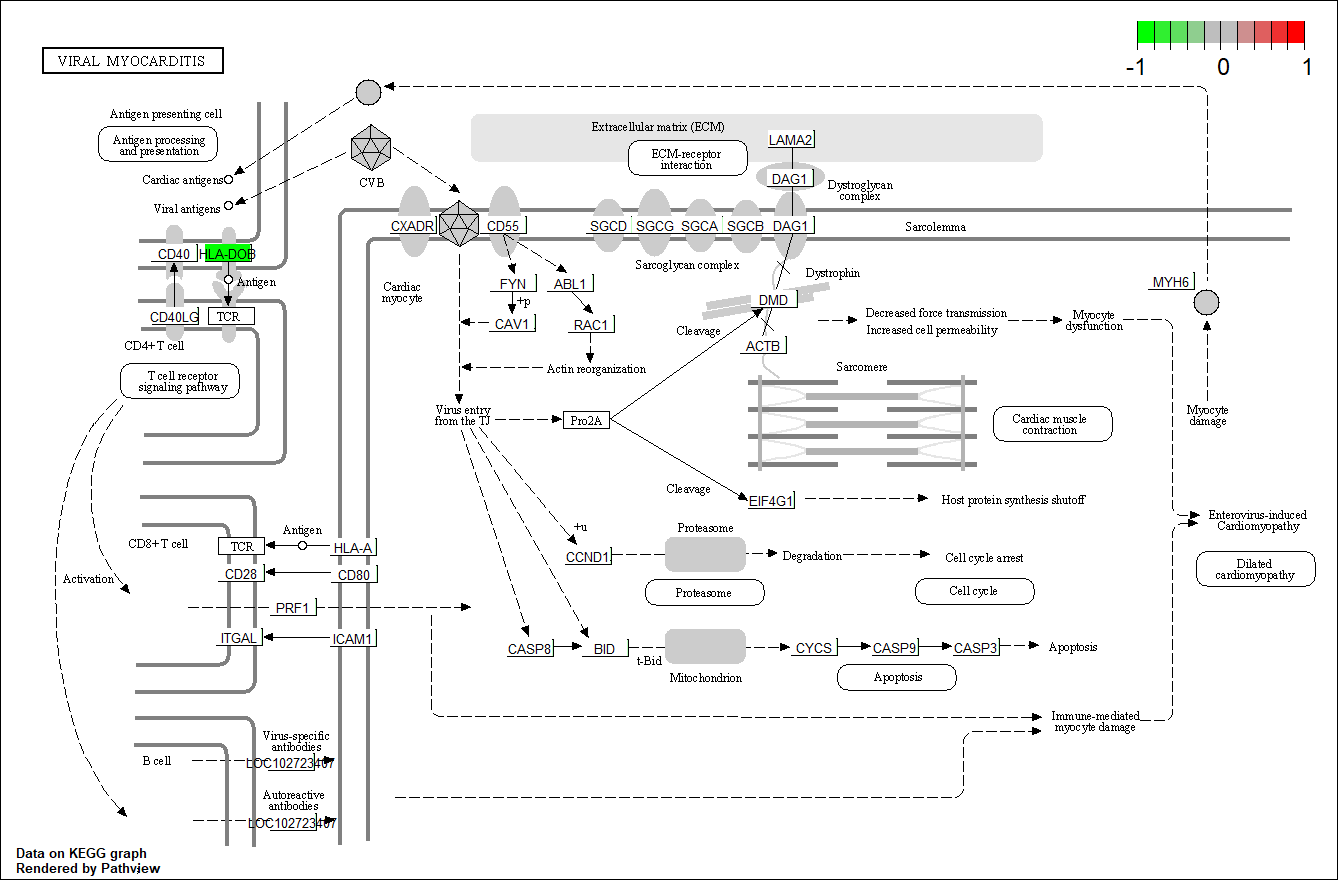 VIRAL MYOCARDITIS
-1
0
1
Antigen presenting cell
Antigen processing
and presentation
Cardiac antigens
Viral antigens
CVB
Extracellular matrix (ECM)
ECM-receptor
interaction
LAMA2
DAG1
Dystroglycan
complex
CXADR
CD55
SGCD
SGCG
SGCA
SGCB
DAG1
Sarcolemma
CD40
HLA-DOB
Antigen
CD40LG
TCR
CD4+T cell
T cell receptor
signaling pathway
Cardiac
myocyte
FYN
ABL1
+p
CAV1
RAC1
Actin reorganization
Sarcoglycan complex
Dystrophin
DMD
Cleavage
ACTB
Decreased force transmission
Increased cell permeability
Myocyte
dysfunction
MYH6
Myocyte
damage
Sarcomere
Cardiac muscle
contraction
Virus entry
from the TJ
Pro2A
Cleavage
EIF4G1
Host protein synthesis shutoff
Enterovirus-induced
Cardiomyopathy
Dilated
cardiomyopathy
CD8+T cell
TCR
Antigen
HLA-A
CD28
CD80
Activation
PRF1
ITGAL
ICAM1
+u
CCND1
Proteasome
Degradation
Cell cycle arrest
Proteasome
Cell cycle
CASP8
BID
t-Bid
Mitochondrion
CYCS
CASP9
CASP3
Apoptosis
Apoptosis
Immune-mediated
myocyte damage
Virus-specific
antibodies
B cell
LOC102723407
Autoreactive
antibodies
LOC102723407
Data on KEGG graph
Rendered by Pathview